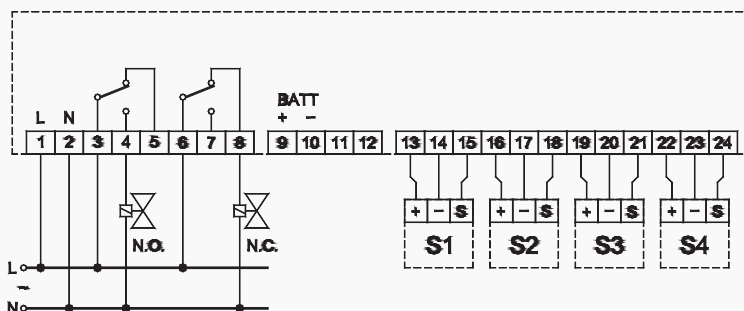 BATT
L N + −
1 2 3 4 5 6 7 8 9 10 11 12 13 14 15 16 17 18 19 20 21 22 23 24
+ − S + − S + − S + − S
N.O. N.C. S1 S2 S3 S4
L
~
N